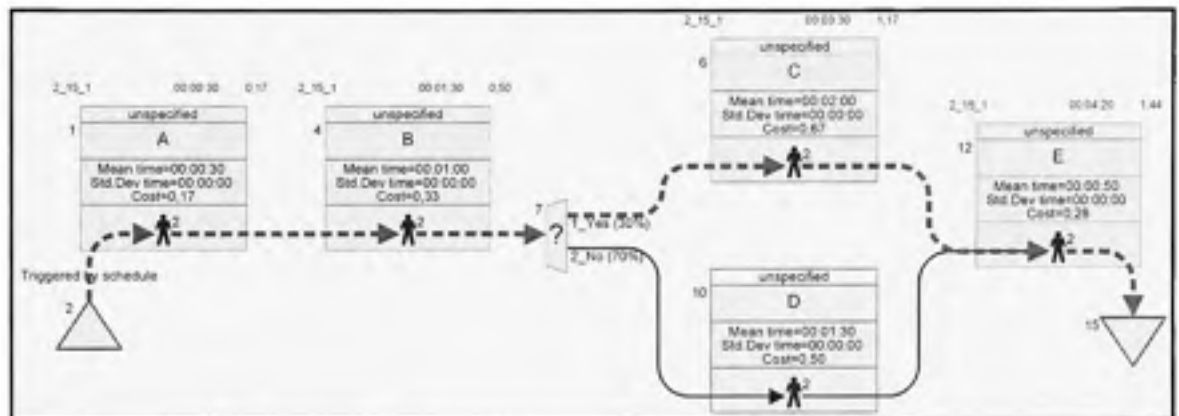 2_15_1 00:00:30 0,17
unspecified
1
A
Mean time=00:00:30
Std.Dev time=00:00:00
Cost=0,17
2
Triggered by schedule
2
2_15_1 00:01:30 0,50
unspecified
4
B
Mean time=00:01:00
Std.Dev time=00:00:00
Cost=0,33
2
7
?
1_Yes (30%)
2_No (70%)
2_15_1 00:03:30 1,17
unspecified
6
C
Mean time=00:02:00
Std.Dev time=00:00:00
Cost=0,67
2
unspecified
10
D
Mean time=00:01:30
Std.Dev time=00:00:00
Cost=0,50
2
2_15_1 00:04:20 1,44
unspecified
12
E
Mean time=00:00:50
Std.Dev time=00:00:00
Cost=0,28
2
15